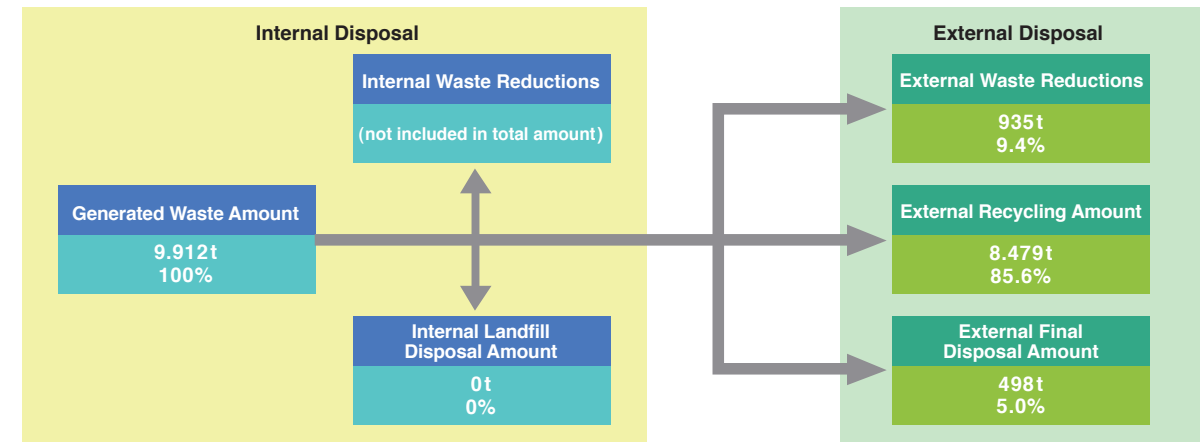 Internal Disposal
External Disposal
Internal Waste Reductions
(not included in total amount)
External Waste Reductions
935t
9.4%
Generated Waste Amount
9.912t
100%
External Recycling Amount
8.479t
85.6%
Internal Landfill
Disposal Amount
0t
0%
External Final
Disposal Amount
498t
5.0%